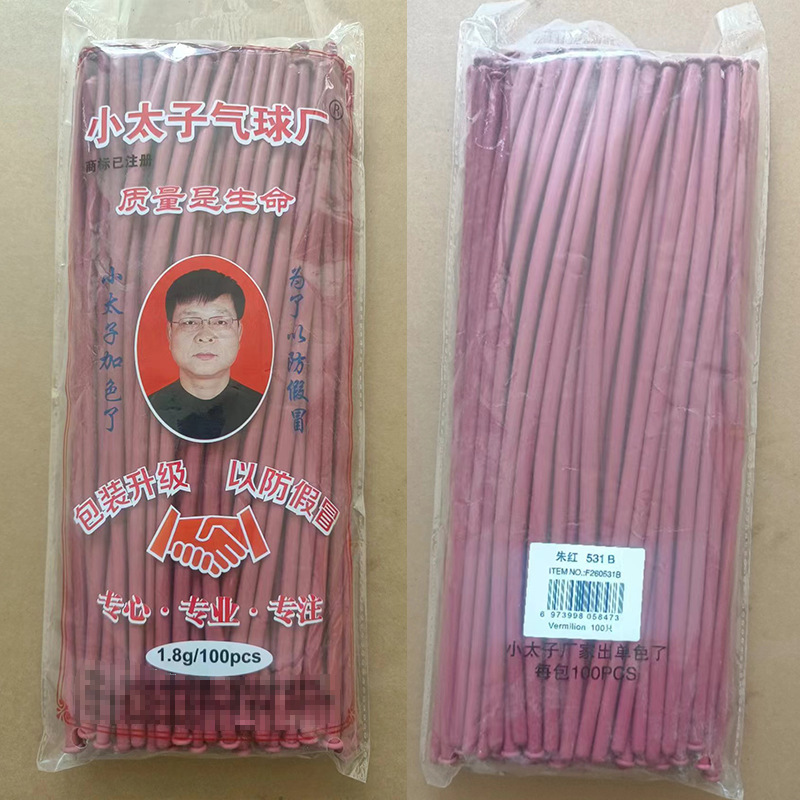 小太子气球厂®
商标已注册
质量是生命
小太子加色了
为了以防假冒
包装升级 以防假冒
专心·专业·专注
1.8g/100pcs
朱红 531 B
ITEM NO.:F260531B
6 973998 058473
Vermilion 100只
小太子厂家出单色了
每包100PCS